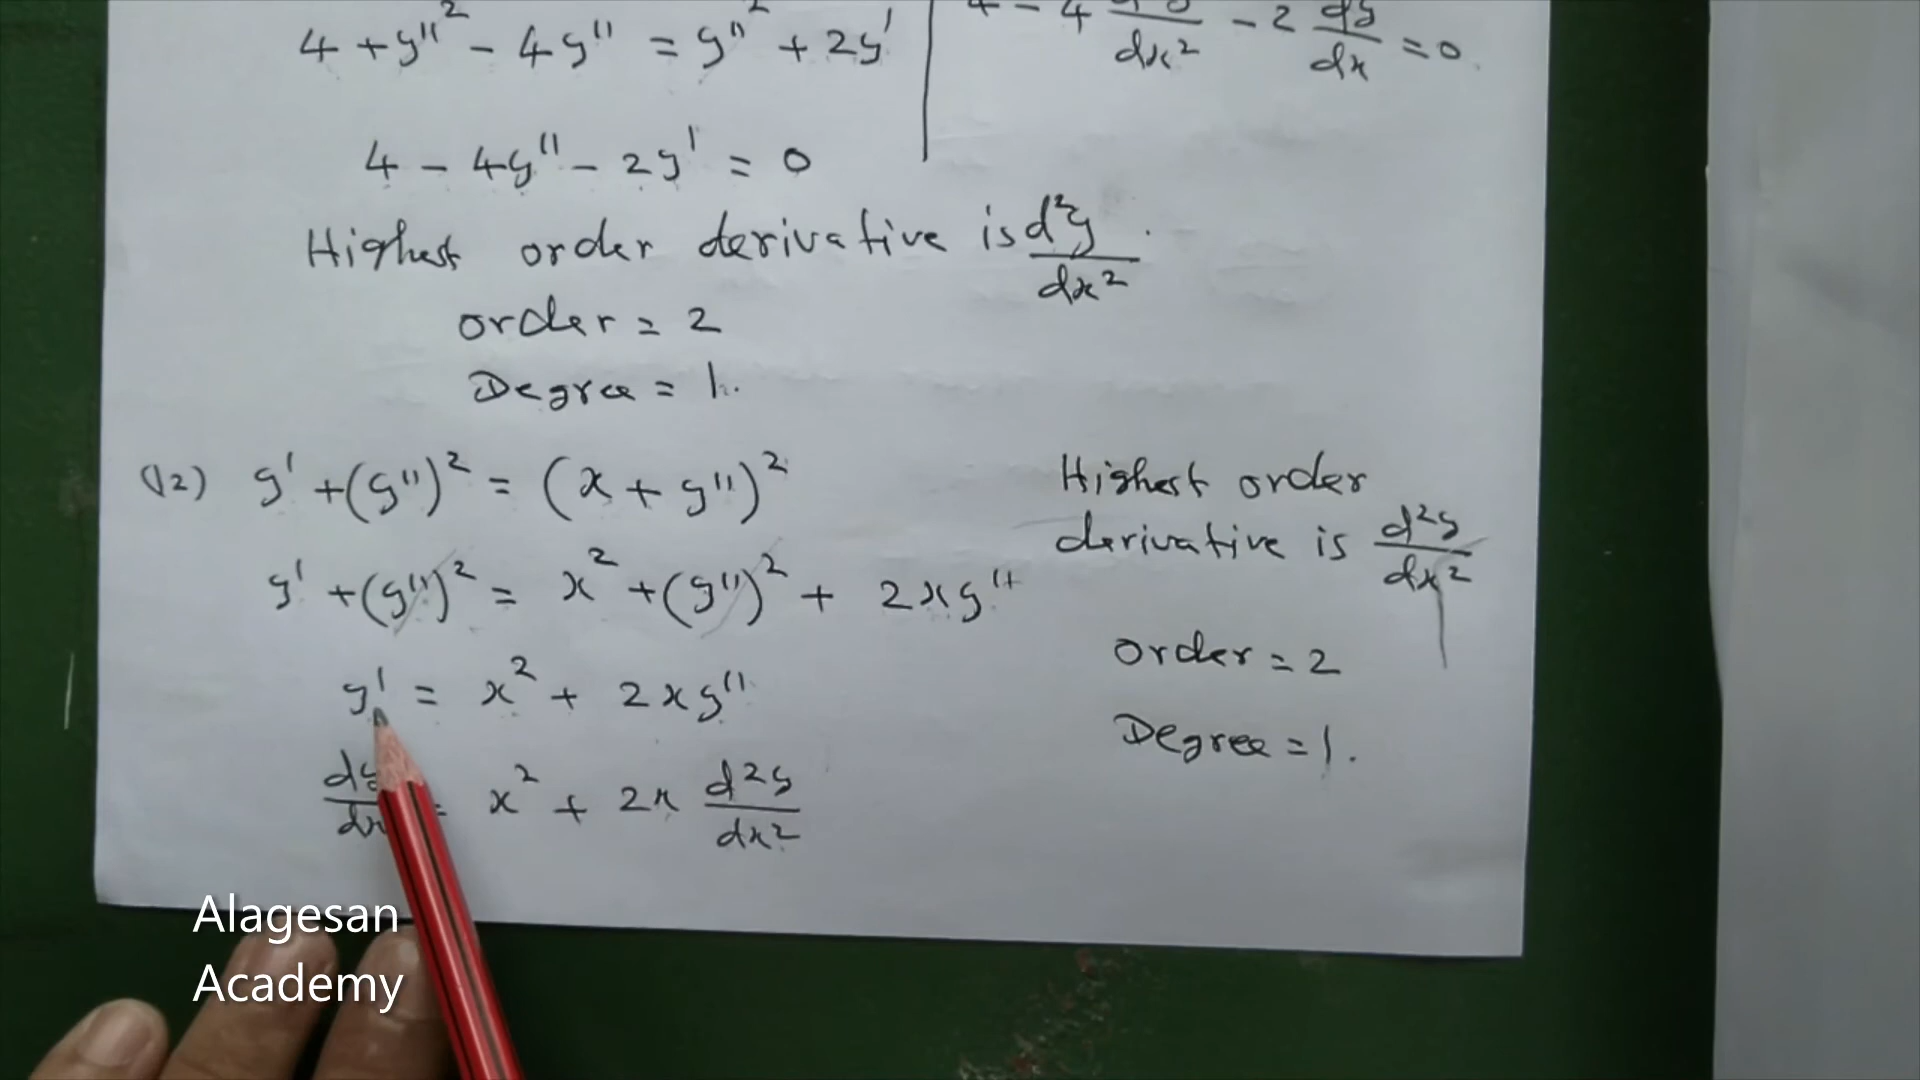 4 + y''² - 4y'' = y''² + 2y'
4 - 4y'' - 2y' = 0
4 - 4 d²y/dx² - 2 dy/dx = 0
Highest order derivative is d²y/dx².
order = 2
Degree = 1.
(12) y' + (y'')² = (x + y'')²
y' + (y'')² = x² + (y'')² + 2xy''
y' = x² + 2xy''
dy/dx = x² + 2x d²y/dx²
Highest order
derivative is d²y/dx²
order = 2
Degree = 1.
Alagesan
Academy